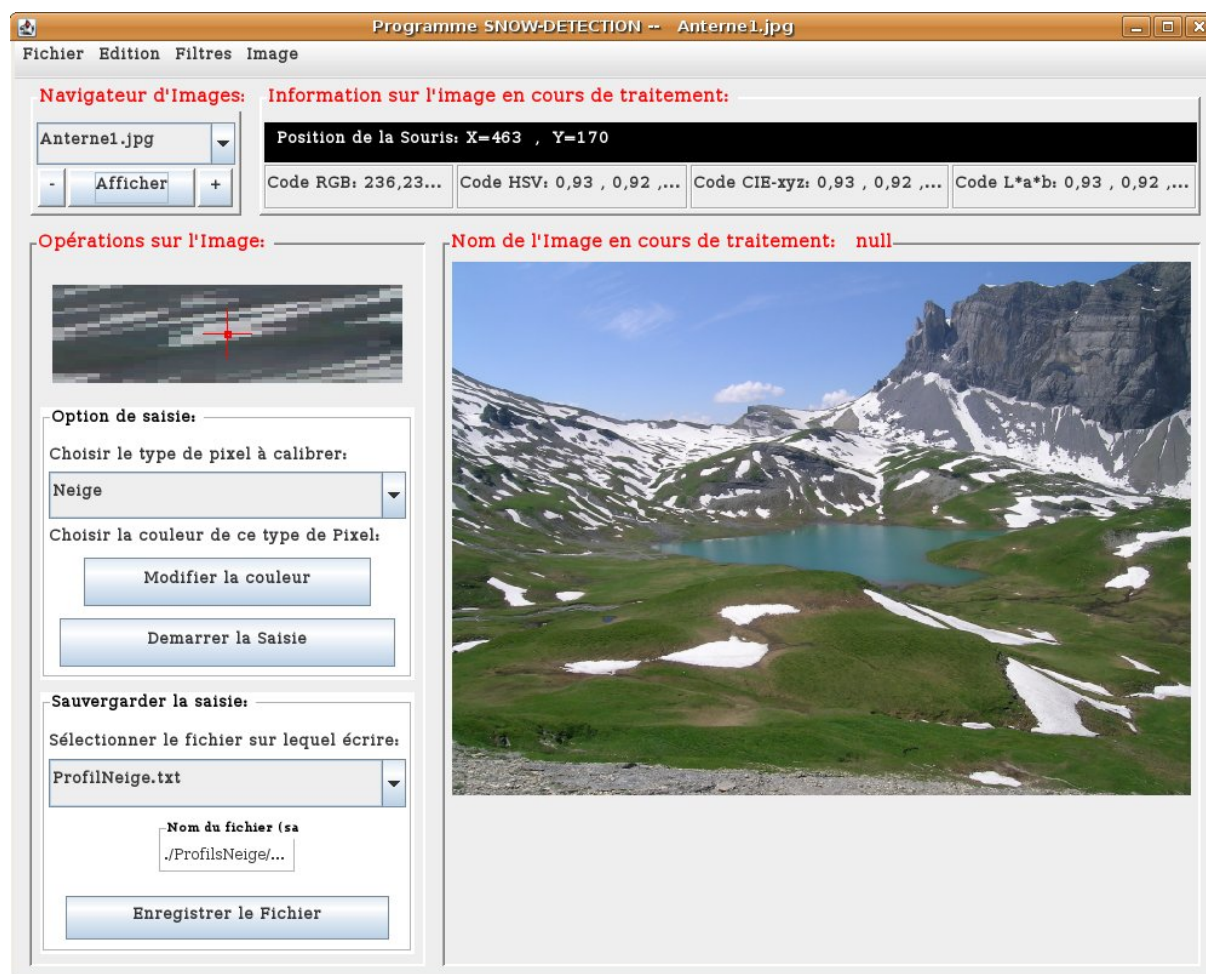 Programme SNOW-DETECTION -- Anterne1.jpg
Fichier Edition Filtres Image
Navigateur d'Images:
Information sur l'image en cours de traitement:
Anterne1.jpg
Position de la Souris: X=463 , Y=170
- Afficher +
Code RGB: 236,23...
Code HSV: 0,93 , 0,92 ,...
Code CIE-xyz: 0,93 , 0,92 ,...
Code L*a*b: 0,93 , 0,92 ,...
Opérations sur l'Image:
Nom de l'Image en cours de traitement: null
Option de saisie:
Choisir le type de pixel à calibrer:
Neige
Choisir la couleur de ce type de Pixel:
Modifier la couleur
Demarrer la Saisie
Sauvergarder la saisie:
Sélectionner le fichier sur lequel écrire:
ProfilNeige.txt
Nom du fichier (sa
./ProfilsNeige/...
Enregistrer le Fichier